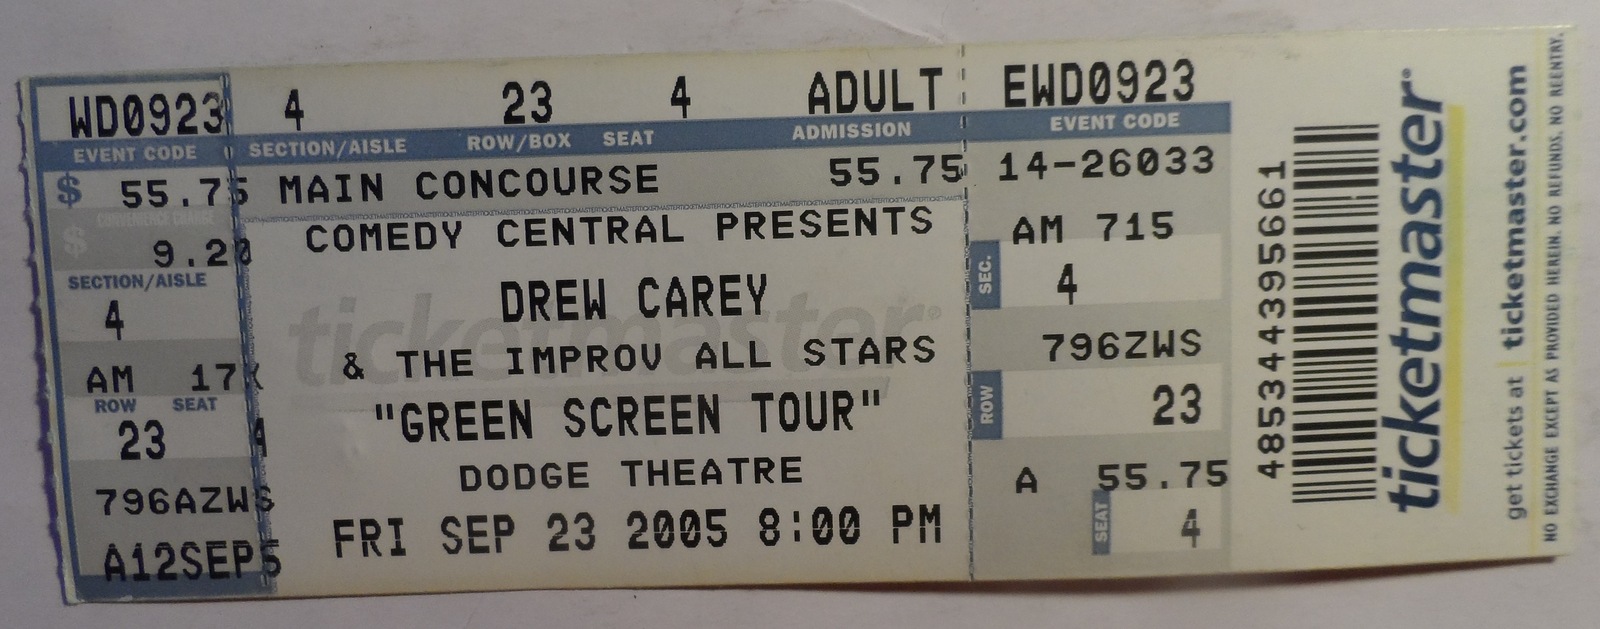 WD0923
EVENT CODE
$ 55.75
CONVENIENCE CHARGE
$ 9.20
SECTION/AISLE
4
AM 17X
ROW SEAT
23 4
796AZWS
A12SEP5
4 23 4 ADULT
SECTION/AISLE ROW/BOX SEAT ADMISSION
MAIN CONCOURSE 55.75
COMEDY CENTRAL PRESENTS
DREW CAREY
& THE IMPROV ALL STARS
"GREEN SCREEN TOUR"
DODGE THEATRE
FRI SEP 23 2005 8:00 PM
ticketmaster®
EWD0923
EVENT CODE
14-26033
AM 715
SEC. 4
796ZWS
ROW 23
A 55.75
SEAT 4
485344395661
ticketmaster®
get tickets at ticketmaster.com
NO EXCHANGE EXCEPT AS PROVIDED HEREIN. NO REFUNDS, NO REENTRY.